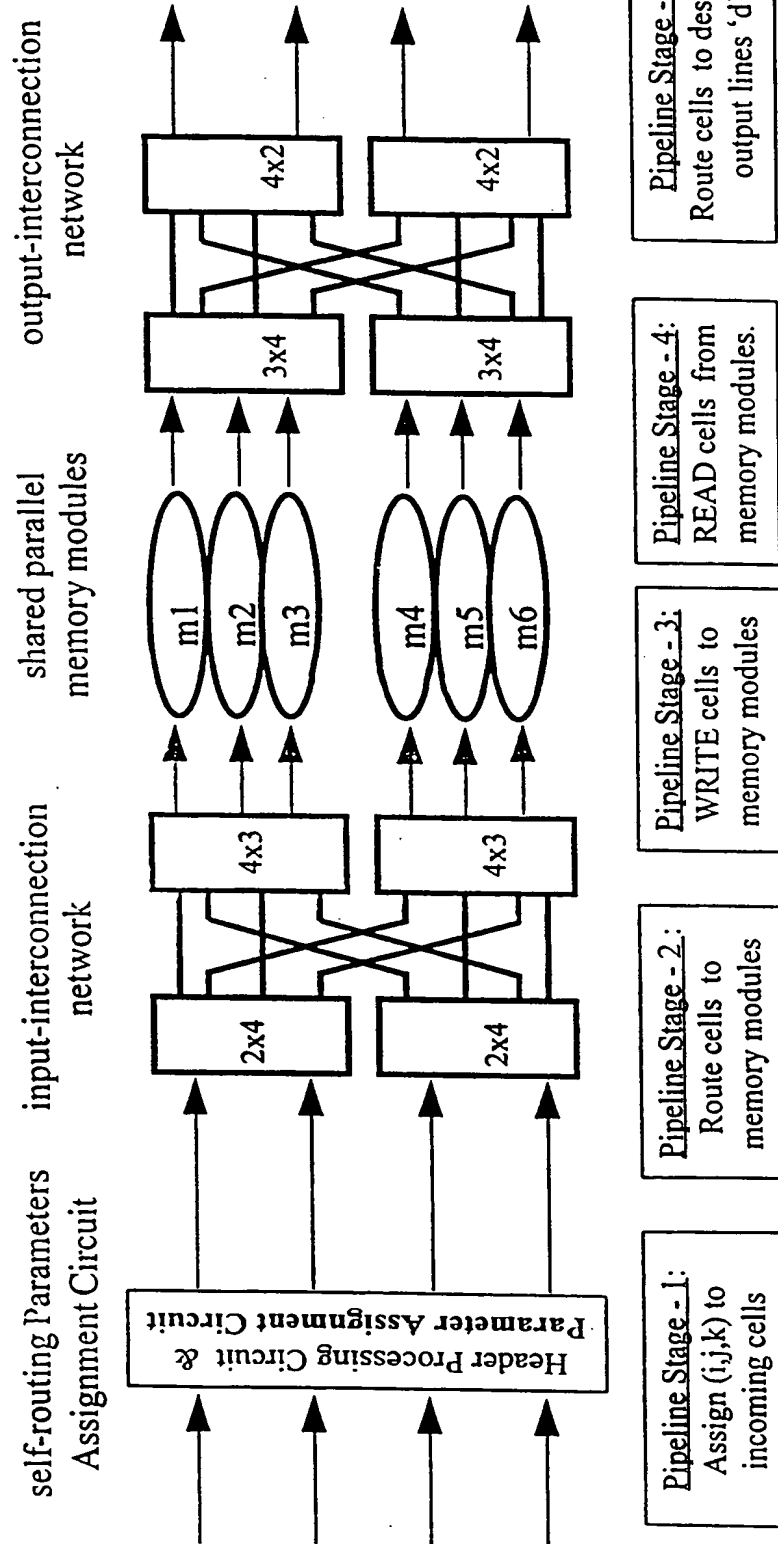 self-routing Parameters
Assignment Circuit
input-interconnection
network
shared parallel
memory modules
output-interconnection
network
Header Processing Circuit &
Parameter Assignment Circuit
2x4
2x4
4x3
4x3
m1
m2
m3
m4
m5
m6
3x4
3x4
4x2
4x2
Pipeline Stage - 1:
Assign (i,j,k) to
incoming cells
Pipeline Stage - 2 :
Route cells to
memory modules
Pipeline Stage - 3:
WRITE cells to
memory modules
Pipeline Stage - 4:
READ cells from
memory modules.
Pipeline Stage -
Route cells to
output lines 'd